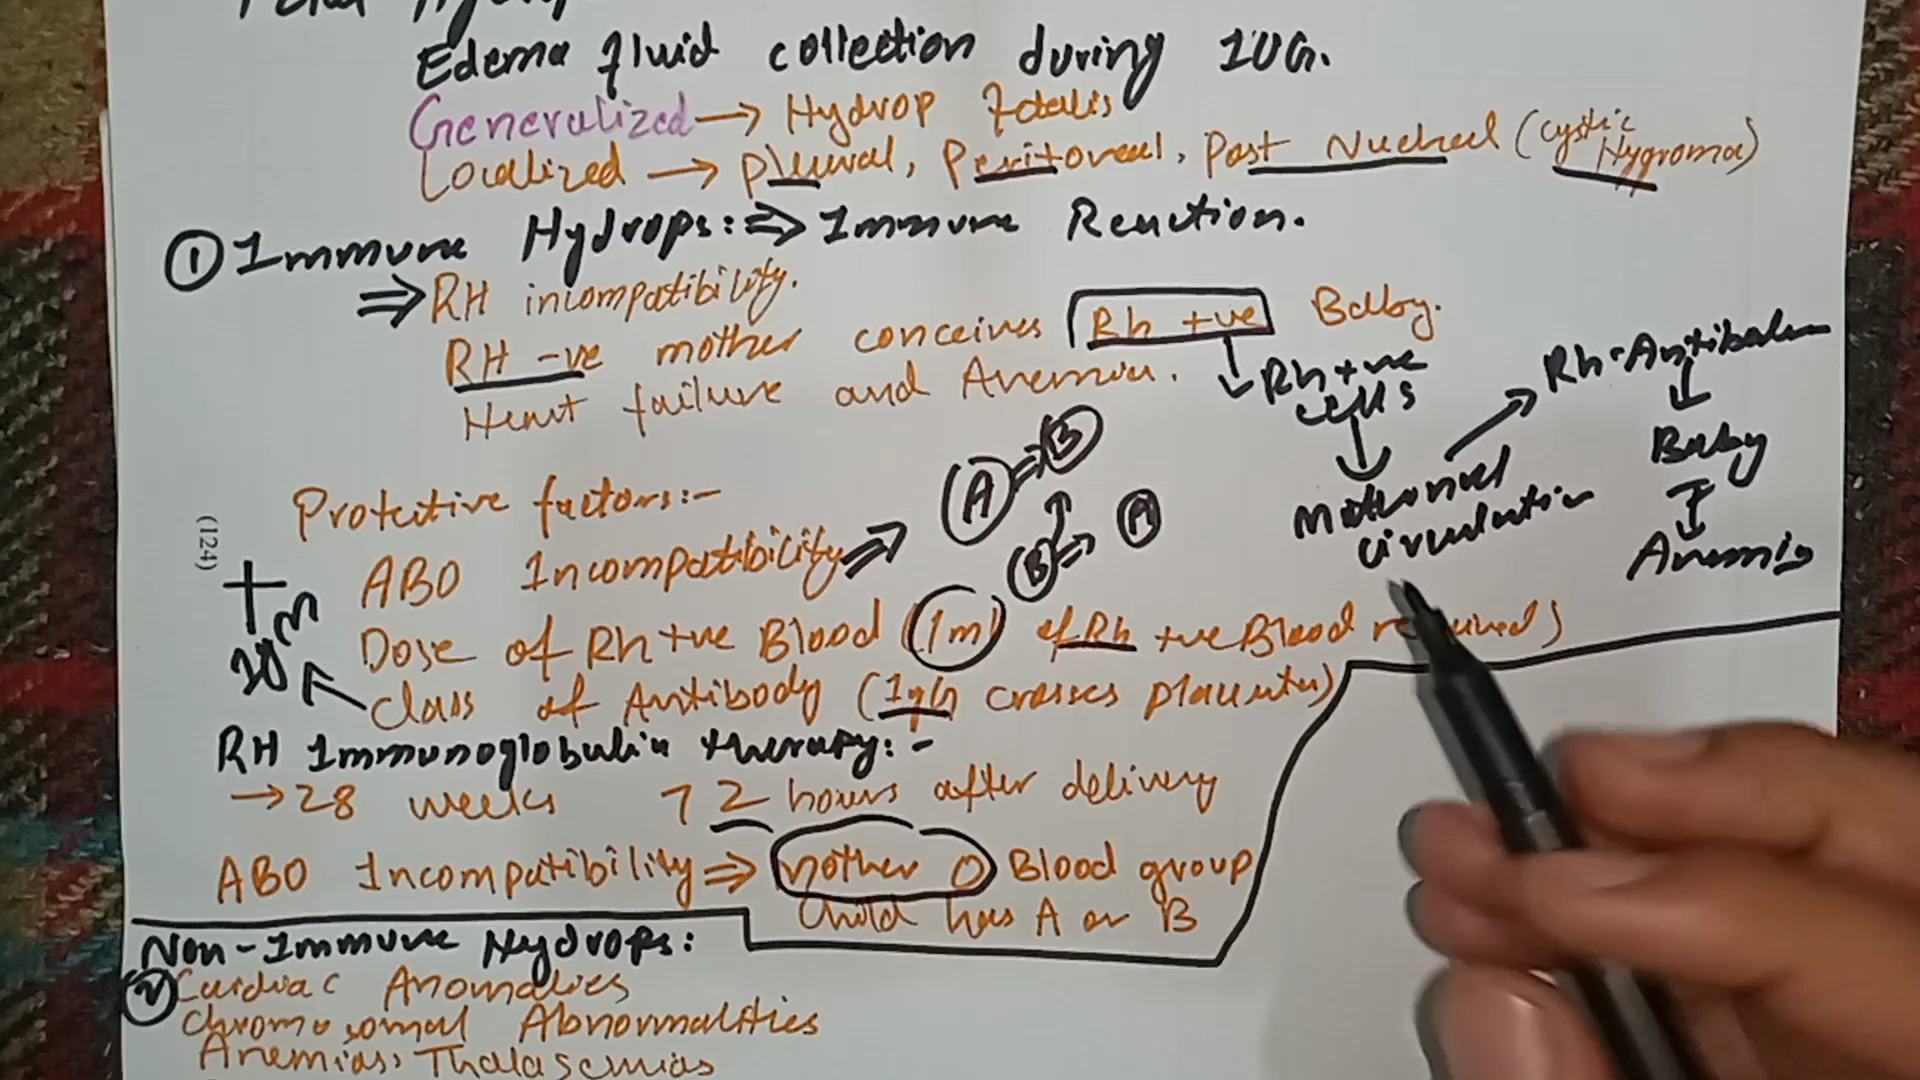 Edema fluid collection during IUG.
Generalized → Hydrop fetalis
Localized → pleural, Peritoneal, Post Nucheal (cystic Hygroma)
① Immune Hydrops: ⇒ Immune Reaction.
⇒ RH incompatibility.
RH -ve mother conceives Rh +ve Baby.
Heart failure and Anemia.
Rh +ve cells
↓
Maternal circulation
Rh-Antibodies
↓
Baby
↓
Anemia
Protective factors:-
ABO Incompatibility ⇒
A ⇒ B
B ⇒ A
Dose of Rh +ve Blood (1ml of Rh +ve Blood required)
class of Antibody (IgG crosses placenta)
(124)
RH Immunoglobulin therapy:-
→ 28 weeks 72 hours after delivery
ABO Incompatibility ⇒ mother O Blood group
Child has A or B
Non-Immune Hydrops:
② Cardiac Anomalies
Chromosomal Abnormalities
Anemias, Thalasemias